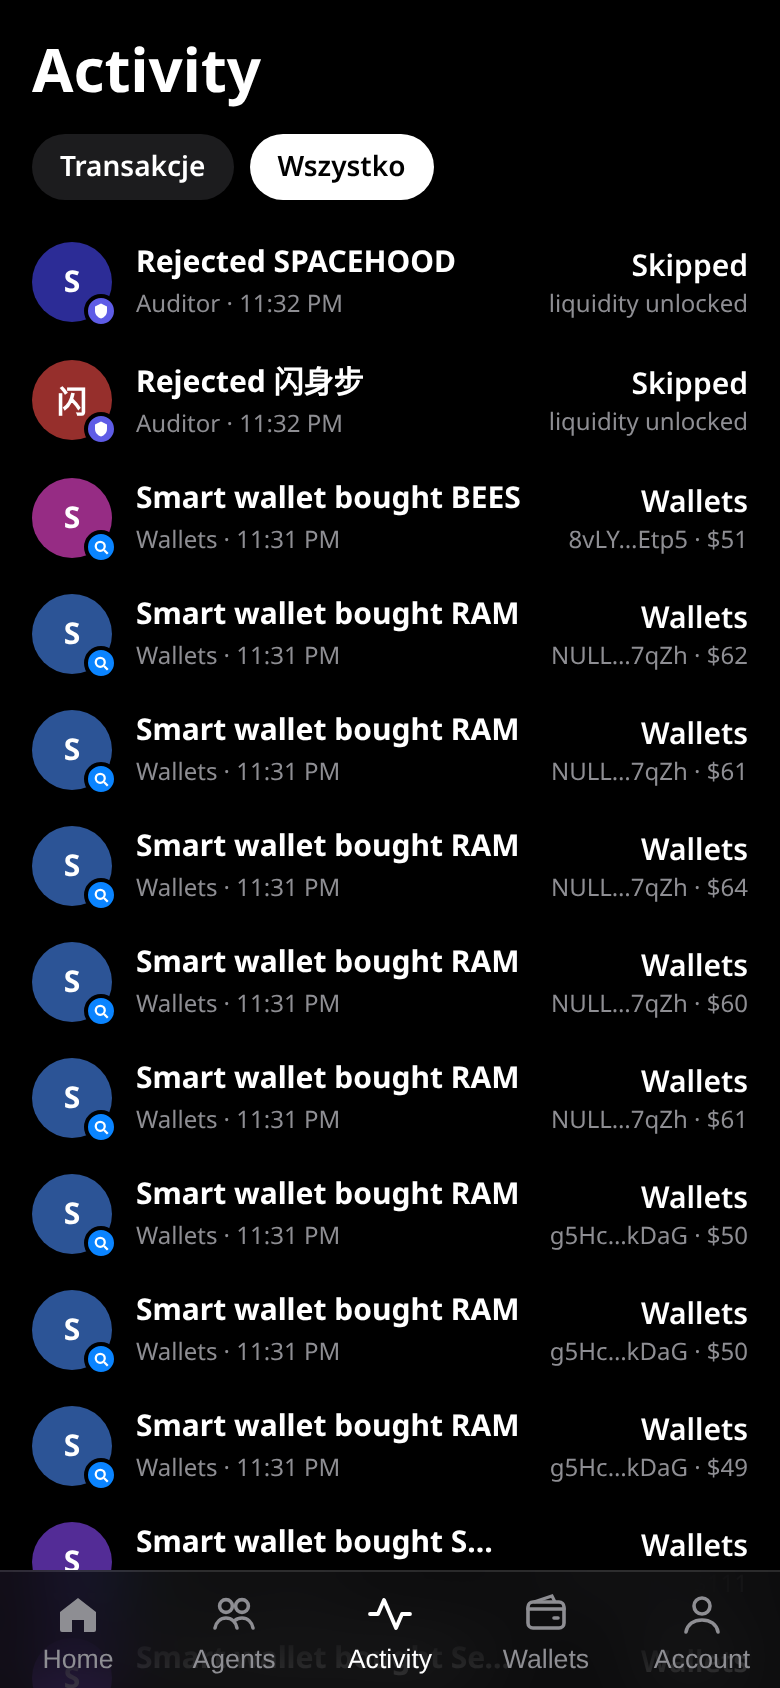 Activity
Transakcje
Wszystko
S
Rejected SPACEHOOD
Skipped
Auditor · 11:32 PM
liquidity unlocked
闪
Rejected 闪身步
Skipped
Auditor · 11:32 PM
liquidity unlocked
S
Smart wallet bought BEES
Wallets
Wallets · 11:31 PM
8vLY...Etp5 · $51
S
Smart wallet bought RAM
Wallets
Wallets · 11:31 PM
NULL...7qZh · $62
S
Smart wallet bought RAM
Wallets
Wallets · 11:31 PM
NULL...7qZh · $61
S
Smart wallet bought RAM
Wallets
Wallets · 11:31 PM
NULL...7qZh · $64
S
Smart wallet bought RAM
Wallets
Wallets · 11:31 PM
NULL...7qZh · $60
S
Smart wallet bought RAM
Wallets
Wallets · 11:31 PM
NULL...7qZh · $61
S
Smart wallet bought RAM
Wallets
Wallets · 11:31 PM
g5Hc...kDaG · $50
S
Smart wallet bought RAM
Wallets
Wallets · 11:31 PM
g5Hc...kDaG · $50
S
Smart wallet bought RAM
Wallets
Wallets · 11:31 PM
g5Hc...kDaG · $49
S
Smart wallet bought S...
Wallets
Smart wallet bought Se...
Wallets
Home
Agents
Activity
Wallets
Account